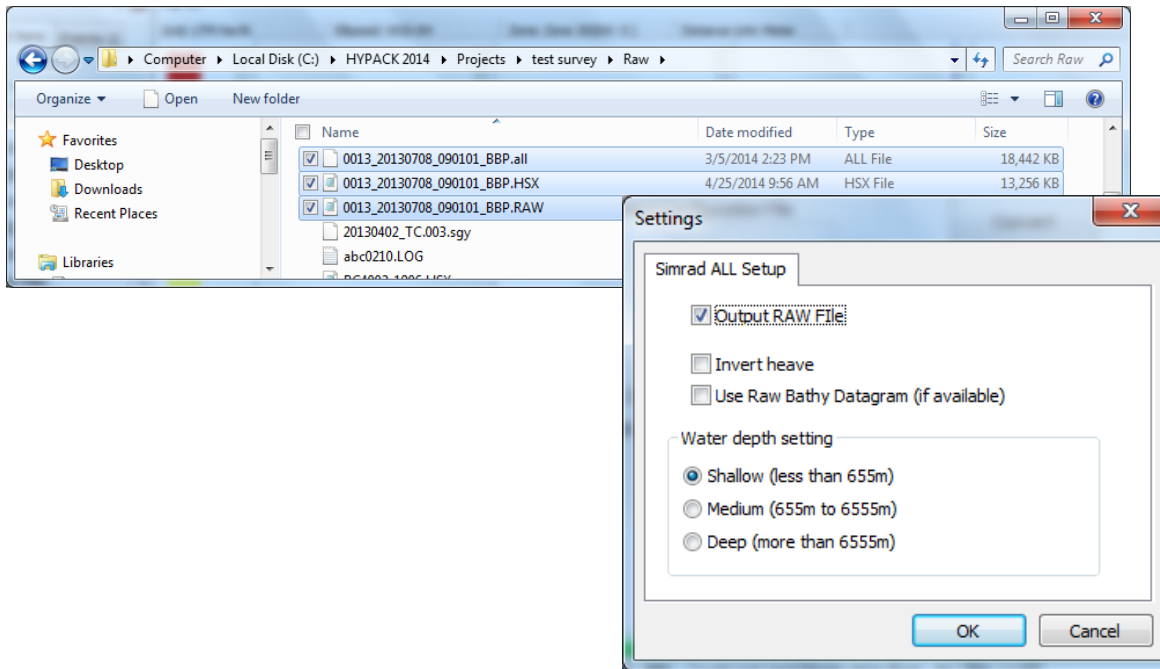 Computer ▸ Local Disk (C:) ▸ HYPACK 2014 ▸ Projects ▸ test survey ▸ Raw ▸
Search Raw
Organize Open New folder
Favorites
Desktop
Downloads
Recent Places
Libraries
Name Date modified Type Size
0013_20130708_090101_BBP.all 3/5/2014 2:23 PM ALL File 18,442 KB
0013_20130708_090101_BBP.HSX 4/25/2014 9:56 AM HSX File 13,256 KB
0013_20130708_090101_BBP.RAW
20130402_TC.003.sgy
abc0210.LOG
Settings
Simrad ALL Setup
Output RAW FIle
Invert heave
Use Raw Bathy Datagram (if available)
Water depth setting
Shallow (less than 655m)
Medium (655m to 6555m)
Deep (more than 6555m)
OK Cancel